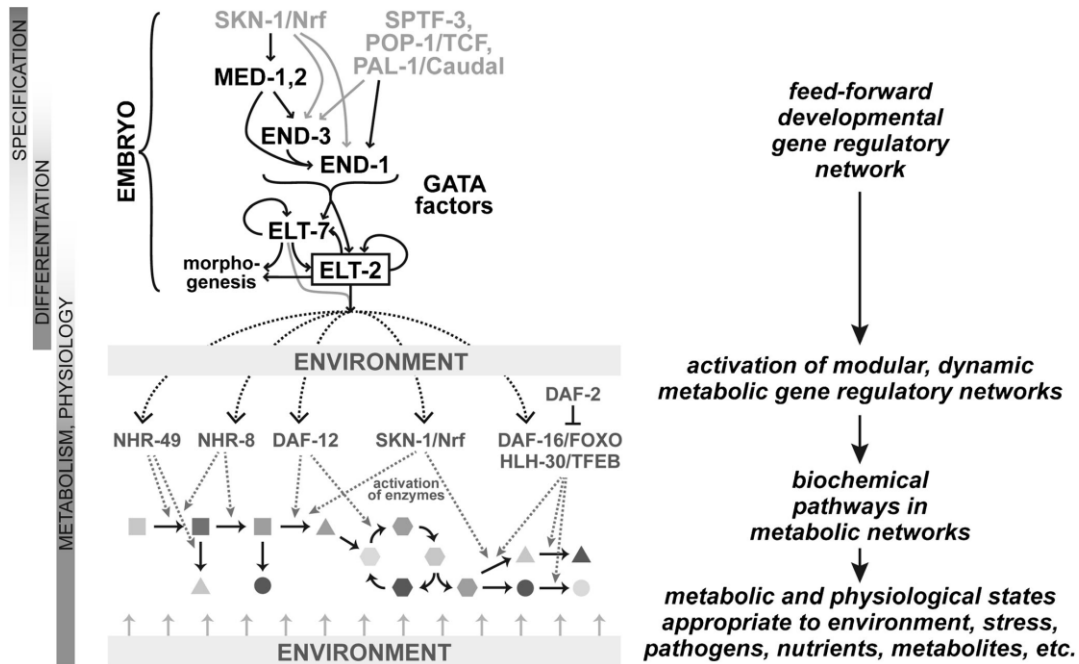 SPECIFICATION
DIFFERENTIATION
METABOLISM, PHYSIOLOGY
EMBRYO
SKN-1/Nrf
SPTF-3,
POP-1/TCF,
PAL-1/Caudal
MED-1,2
END-3
END-1
GATA
factors
ELT-7
ELT-2
morpho-
genesis
ENVIRONMENT
DAF-2
NHR-49
NHR-8
DAF-12
SKN-1/Nrf
DAF-16/FOXO
HLH-30/TFEB
activation
of enzymes
ENVIRONMENT
feed-forward
developmental
gene regulatory
network
activation of modular, dynamic
metabolic gene regulatory networks
biochemical
pathways in
metabolic networks
metabolic and physiological states
appropriate to environment, stress,
pathogens, nutrients, metabolites, etc.